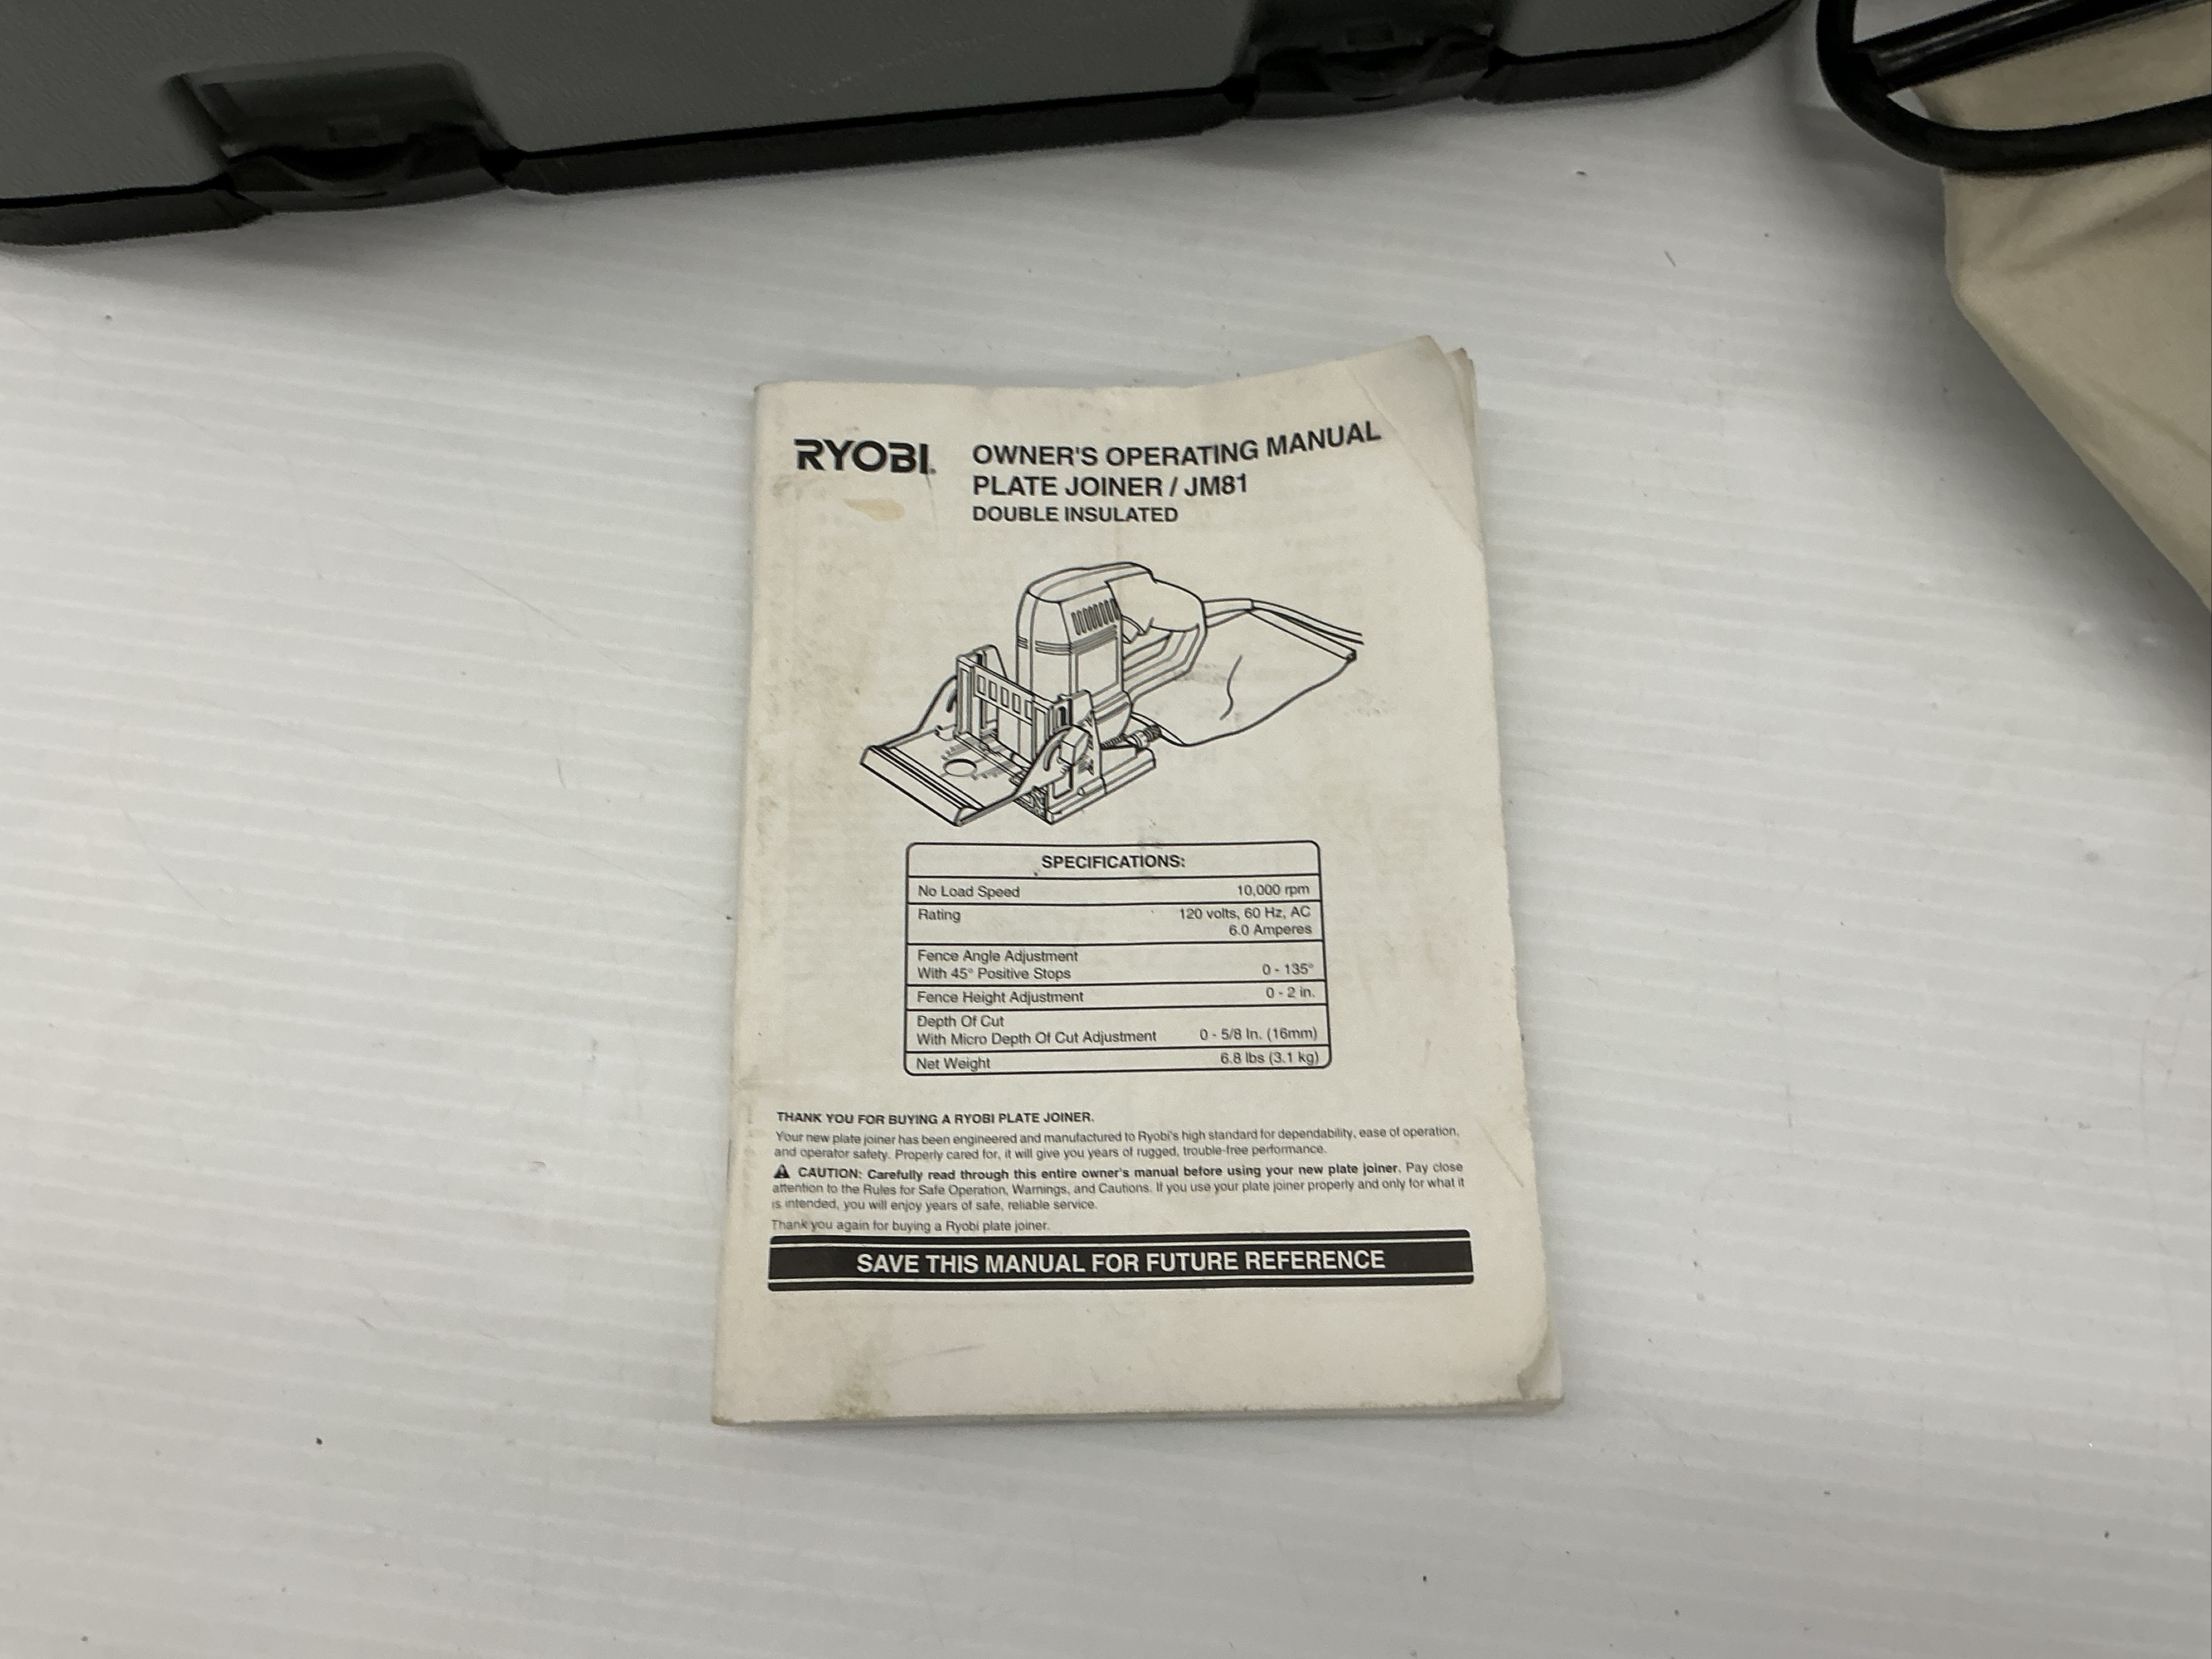 RYOBI. OWNER'S OPERATING MANUAL
PLATE JOINER / JM81
DOUBLE INSULATED
SPECIFICATIONS:
No Load Speed 10,000 rpm
Rating 120 volts, 60 Hz, AC
6.0 Amperes
Fence Angle Adjustment
With 45° Positive Stops 0 - 135°
Fence Height Adjustment 0 - 2 in.
Depth Of Cut
With Micro Depth Of Cut Adjustment 0 - 5/8 In. (16mm)
Net Weight 6.8 lbs (3.1 kg)
THANK YOU FOR BUYING A RYOBI PLATE JOINER.
Your new plate joiner has been engineered and manufactured to Ryobi's high standard for dependability, ease of operation,
and operator safety. Properly cared for, it will give you years of rugged, trouble-free performance.
CAUTION: Carefully read through this entire owner's manual before using your new plate joiner. Pay close
attention to the Rules for Safe Operation, Warnings, and Cautions. If you use your plate joiner properly and only for what it
is intended, you will enjoy years of safe, reliable service.
Thank you again for buying a Ryobi plate joiner.
SAVE THIS MANUAL FOR FUTURE REFERENCE